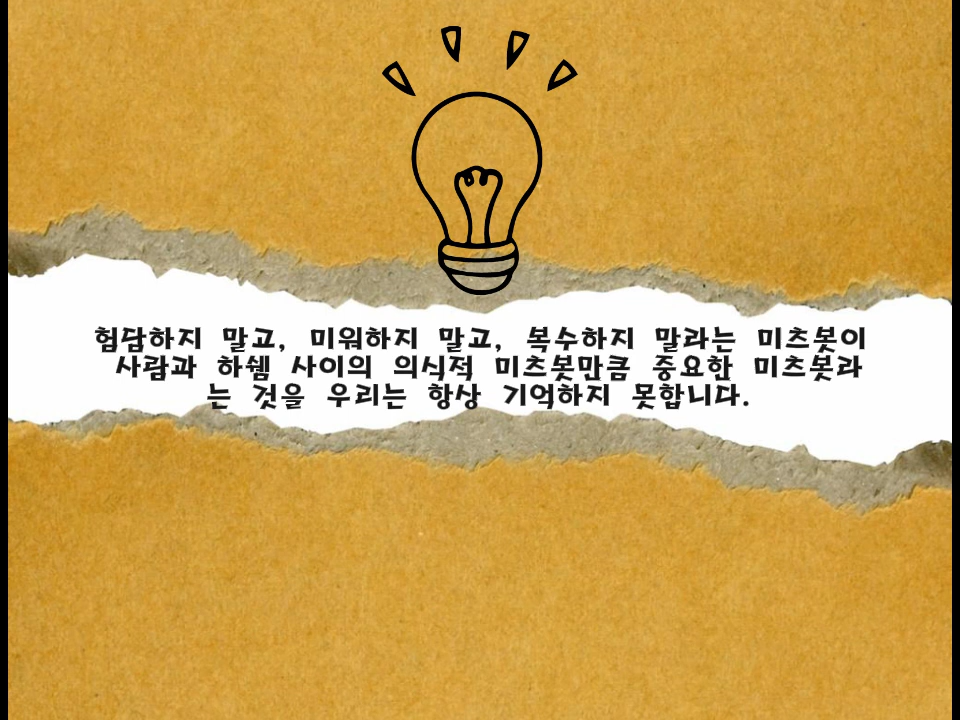 험담하지 말고, 미워하지 말고, 복수하지 말라는 미츠봇이
사람과 하쉠 사이의 의식적 미츠봇만큼 중요한 미츠봇라
는 것을 우리는 항상 기억하지 못합니다.